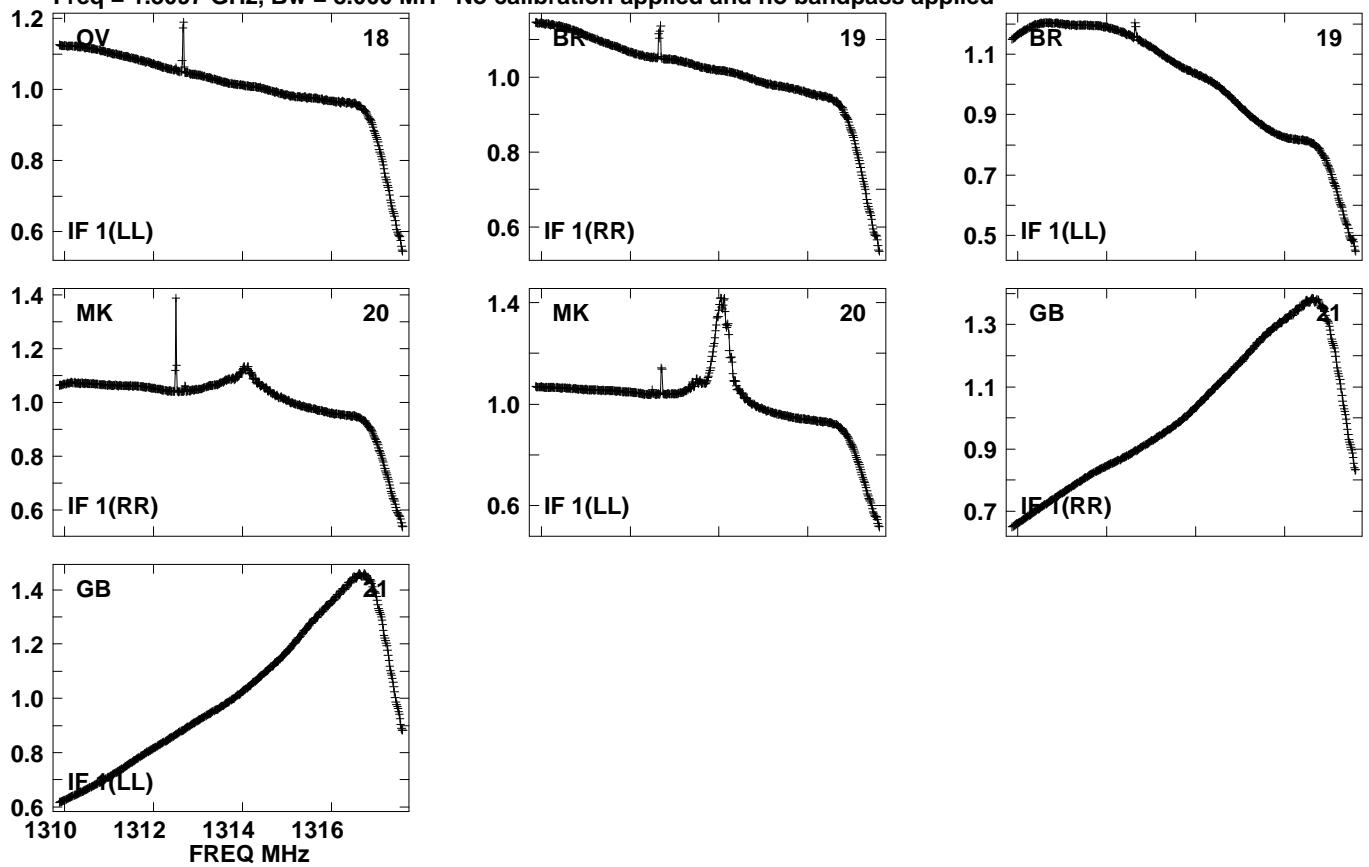 Freq = 1.3097 GHz, Bw = 8.000 MH No calibration applied and no bandpass applied
1.2
1.0
0.8
0.6
OV 18
IF 1(LL)
1.0
0.8
0.6
BR 19
IF 1(RR)
1.1
0.9
0.7
0.5
BR 19
IF 1(LL)
1.4
1.2
1.0
0.8
0.6
MK 20
IF 1(RR)
1.4
1.0
0.6
MK 20
IF 1(LL)
1.3
1.1
0.9
0.7
GB 21
IF 1(RR)
1.4
1.2
1.0
0.8
0.6
GB 21
IF 1(LL)
1310 1312 1314 1316
FREQ MHz